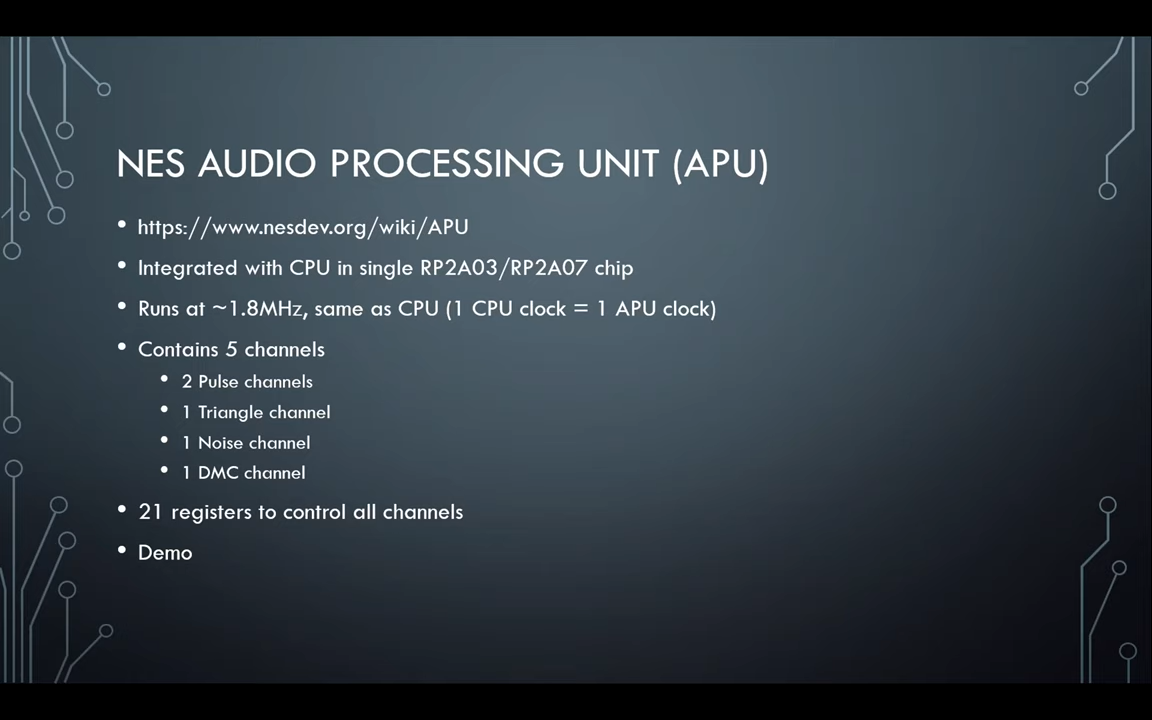 NES AUDIO PROCESSING UNIT (APU)
• https://www.nesdev.org/wiki/APU
• Integrated with CPU in single RP2A03/RP2A07 chip
• Runs at ~1.8MHz, same as CPU (1 CPU clock = 1 APU clock)
• Contains 5 channels
• 2 Pulse channels
• 1 Triangle channel
• 1 Noise channel
• 1 DMC channel
• 21 registers to control all channels
• Demo